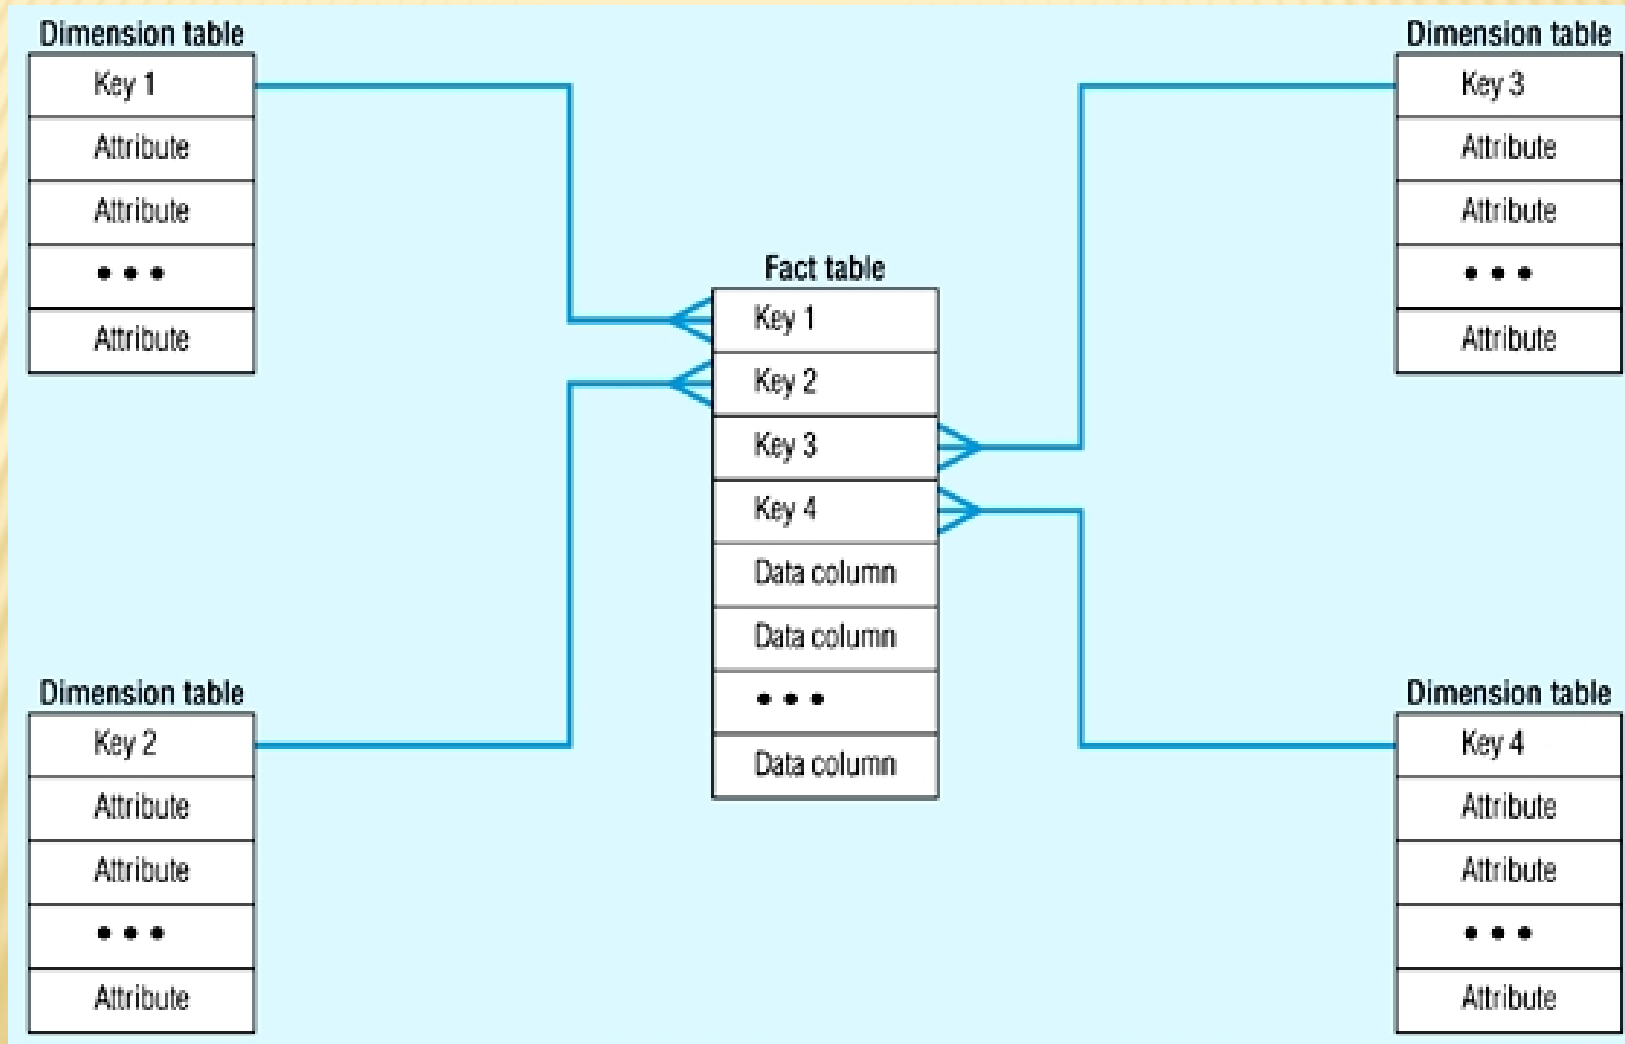 Dimension table
Key 1
Attribute
Attribute
• • •
Attribute
Dimension table
Key 3
Attribute
Attribute
• • •
Attribute
Fact table
Key 1
Key 2
Key 3
Key 4
Data column
Data column
• • •
Data column
Dimension table
Key 2
Attribute
Attribute
• • •
Attribute
Dimension table
Key 4
Attribute
Attribute
• • •
Attribute